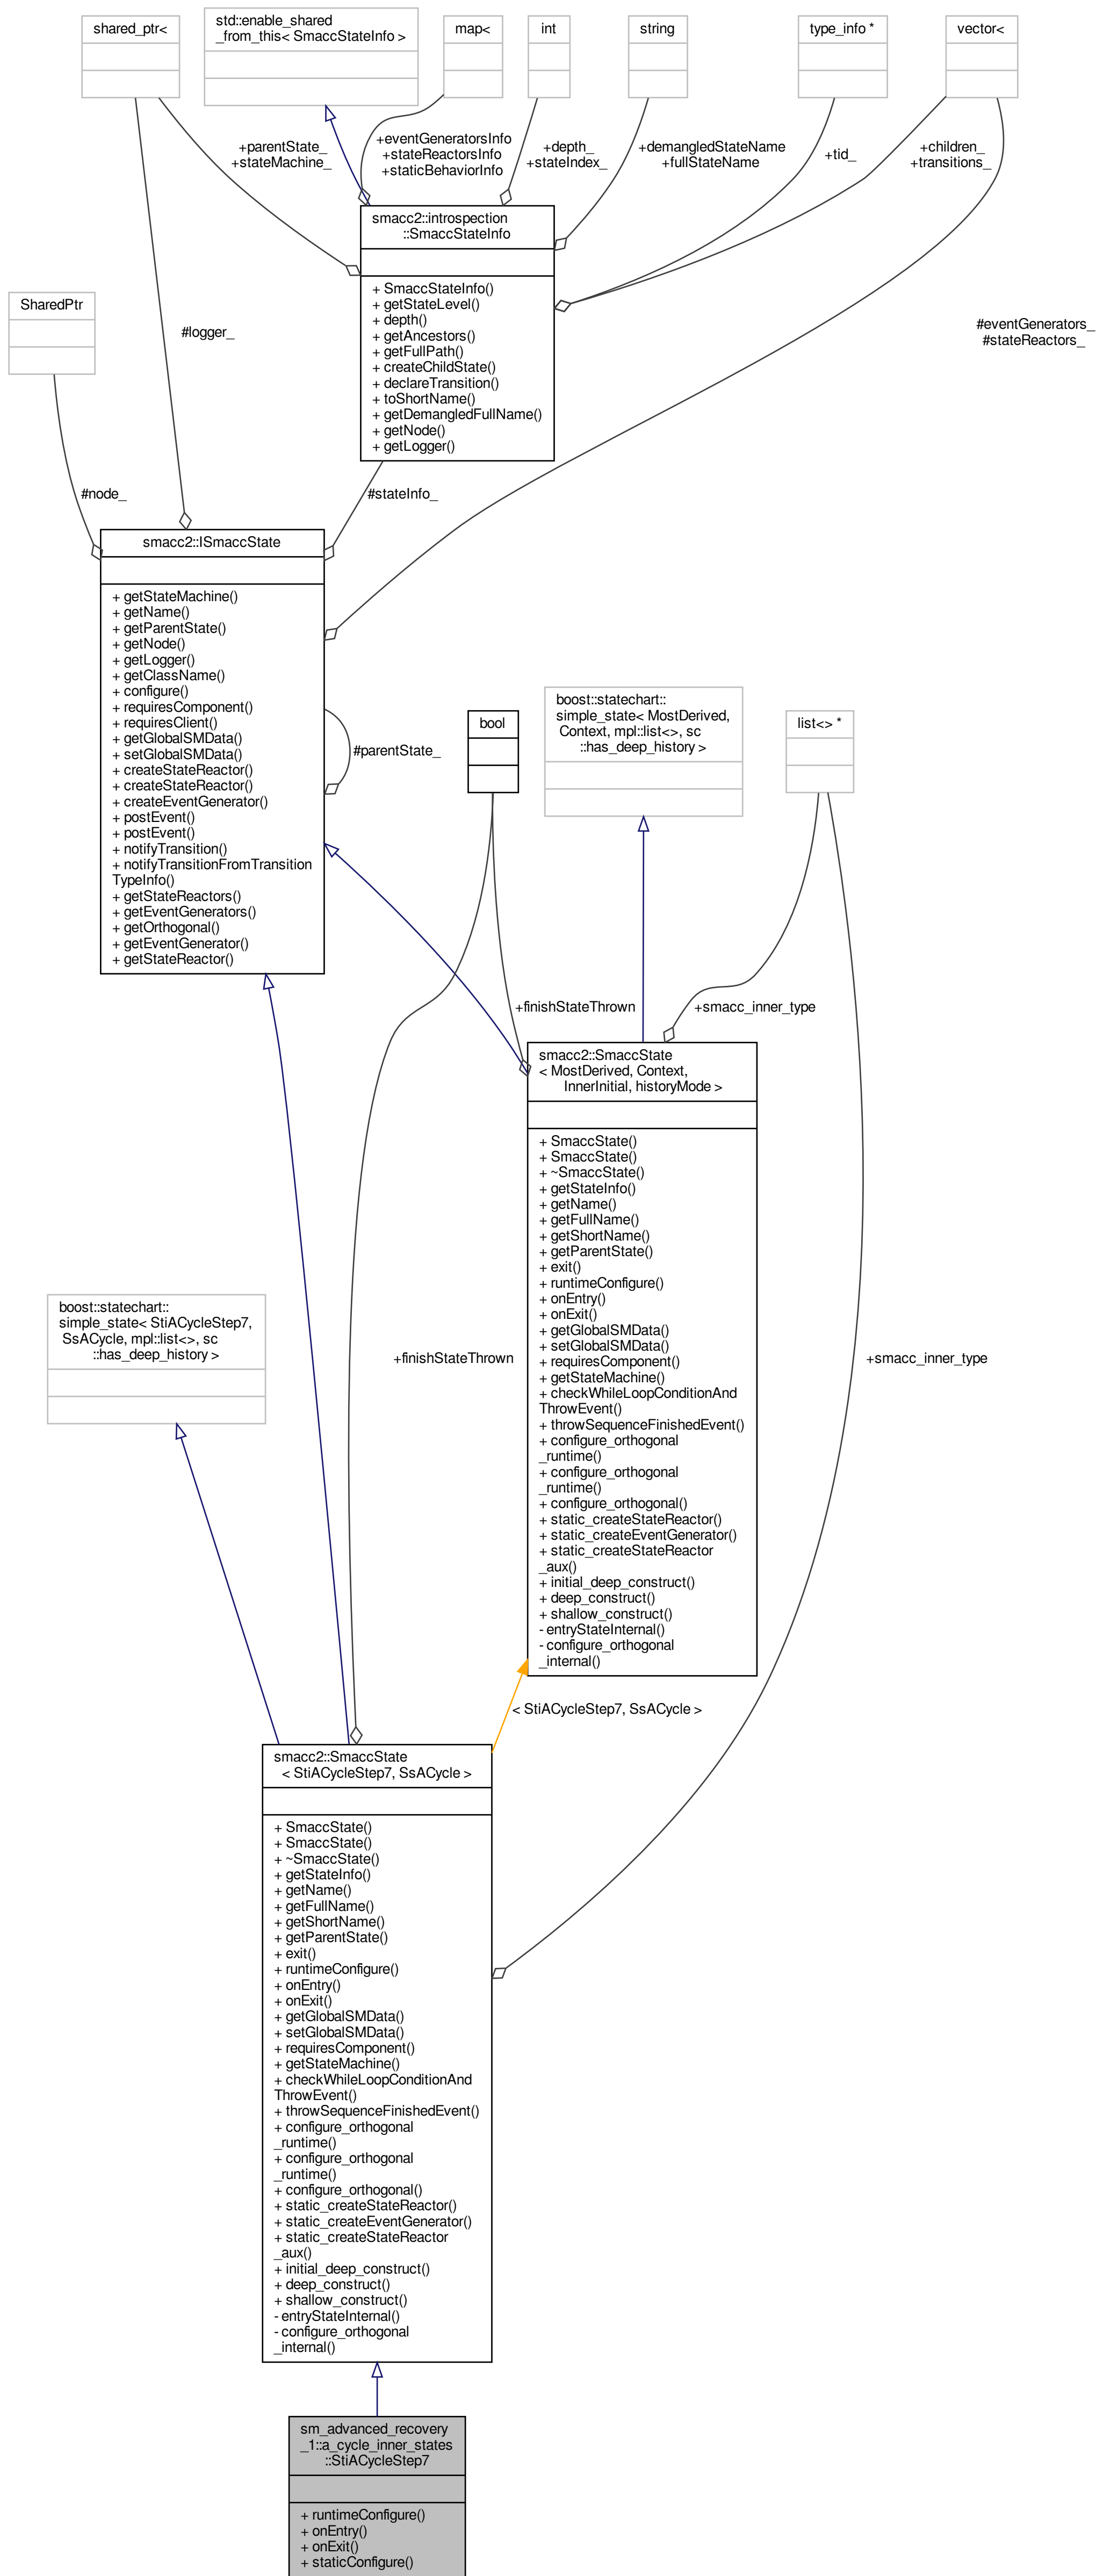 shared_ptr<
std::enable_shared
_from_this< SmaccStateInfo >
map<
int
string
type_info *
vector<
+parentState_
+stateMachine_
+eventGeneratorsInfo
+stateReactorsInfo
+staticBehaviorInfo
+depth_
+stateIndex_
+demangledStateName
+fullStateName
+tid_
+children_
+transitions_
smacc2::introspection
::SmaccStateInfo
+ SmaccStateInfo()
+ getStateLevel()
+ depth()
+ getAncestors()
+ getFullPath()
+ createChildState()
+ declareTransition()
+ toShortName()
+ getDemangledFullName()
+ getNode()
+ getLogger()
SharedPtr
#logger_
#eventGenerators_
#stateReactors_
#node_
#stateInfo_
smacc2::ISmaccState
+ getStateMachine()
+ getName()
+ getParentState()
+ getNode()
+ getLogger()
+ getClassName()
+ configure()
+ requiresComponent()
+ requiresClient()
+ getGlobalSMData()
+ setGlobalSMData()
+ createStateReactor()
+ createStateReactor()
+ createEventGenerator()
+ postEvent()
+ postEvent()
+ notifyTransition()
+ notifyTransitionFromTransition
TypeInfo()
+ getStateReactors()
+ getEventGenerators()
+ getOrthogonal()
+ getEventGenerator()
+ getStateReactor()
#parentState_
bool
boost::statechart::
simple_state< MostDerived,
Context, mpl::list<>, sc
::has_deep_history >
list<> *
+finishStateThrown
+smacc_inner_type
smacc2::SmaccState
< MostDerived, Context,
InnerInitial, historyMode >
+ SmaccState()
+ SmaccState()
+ ~SmaccState()
+ getStateInfo()
+ getName()
+ getFullName()
+ getShortName()
+ getParentState()
+ exit()
+ runtimeConfigure()
+ onEntry()
+ onExit()
+ getGlobalSMData()
+ setGlobalSMData()
+ requiresComponent()
+ getStateMachine()
+ checkWhileLoopConditionAnd
ThrowEvent()
+ throwSequenceFinishedEvent()
+ configure_orthogonal
_runtime()
+ configure_orthogonal
_runtime()
+ configure_orthogonal()
+ static_createStateReactor()
+ static_createEventGenerator()
+ static_createStateReactor
_aux()
+ initial_deep_construct()
+ deep_construct()
+ shallow_construct()
- entryStateInternal()
- configure_orthogonal
_internal()
boost::statechart::
simple_state< StiACycleStep7,
SsACycle, mpl::list<>, sc
::has_deep_history >
+finishStateThrown
+smacc_inner_type
< StiACycleStep7, SsACycle >
smacc2::SmaccState
< StiACycleStep7, SsACycle >
+ SmaccState()
+ SmaccState()
+ ~SmaccState()
+ getStateInfo()
+ getName()
+ getFullName()
+ getShortName()
+ getParentState()
+ exit()
+ runtimeConfigure()
+ onEntry()
+ onExit()
+ getGlobalSMData()
+ setGlobalSMData()
+ requiresComponent()
+ getStateMachine()
+ checkWhileLoopConditionAnd
ThrowEvent()
+ throwSequenceFinishedEvent()
+ configure_orthogonal
_runtime()
+ configure_orthogonal
_runtime()
+ configure_orthogonal()
+ static_createStateReactor()
+ static_createEventGenerator()
+ static_createStateReactor
_aux()
+ initial_deep_construct()
+ deep_construct()
+ shallow_construct()
- entryStateInternal()
- configure_orthogonal
_internal()
sm_advanced_recovery
_1::a_cycle_inner_states
::StiACycleStep7
+ runtimeConfigure()
+ onEntry()
+ onExit()
+ staticConfigure()